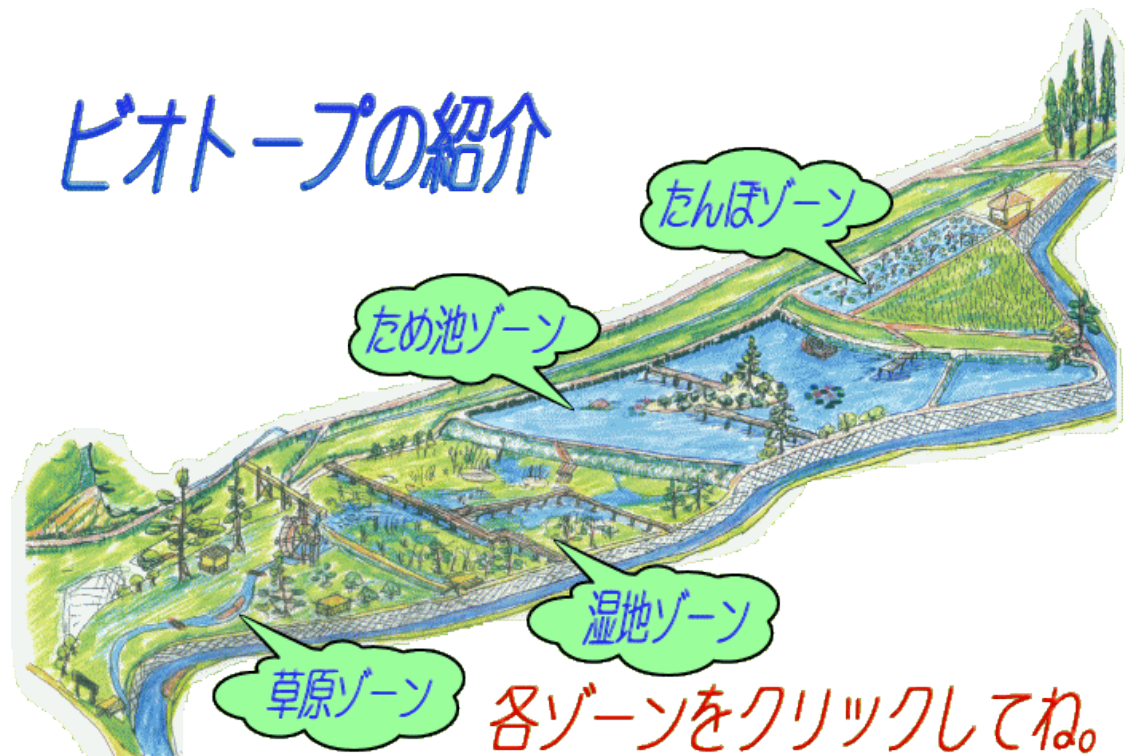 ビオトープの紹介
たんぼゾーン
ため池ゾーン
湿地ゾーン
草原ゾーン
各ゾーンをクリックしてね。